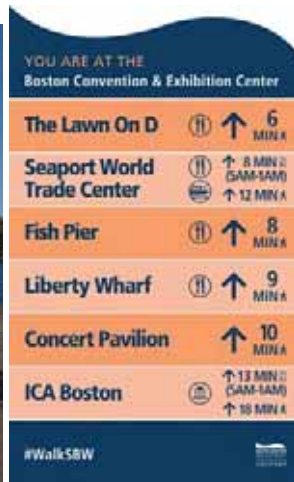 YOU ARE AT THE
Boston Convention & Exhibition Center
The Lawn On D
6
MIN
Seaport World
Trade Center
8 MIN
(5AM-1AM)
12 MIN
Fish Pier
8
MIN
Liberty Wharf
9
MIN
Concert Pavilion
10
MIN
ICA Boston
13 MIN
(5AM-1AM)
18 MIN
#WalkSBW